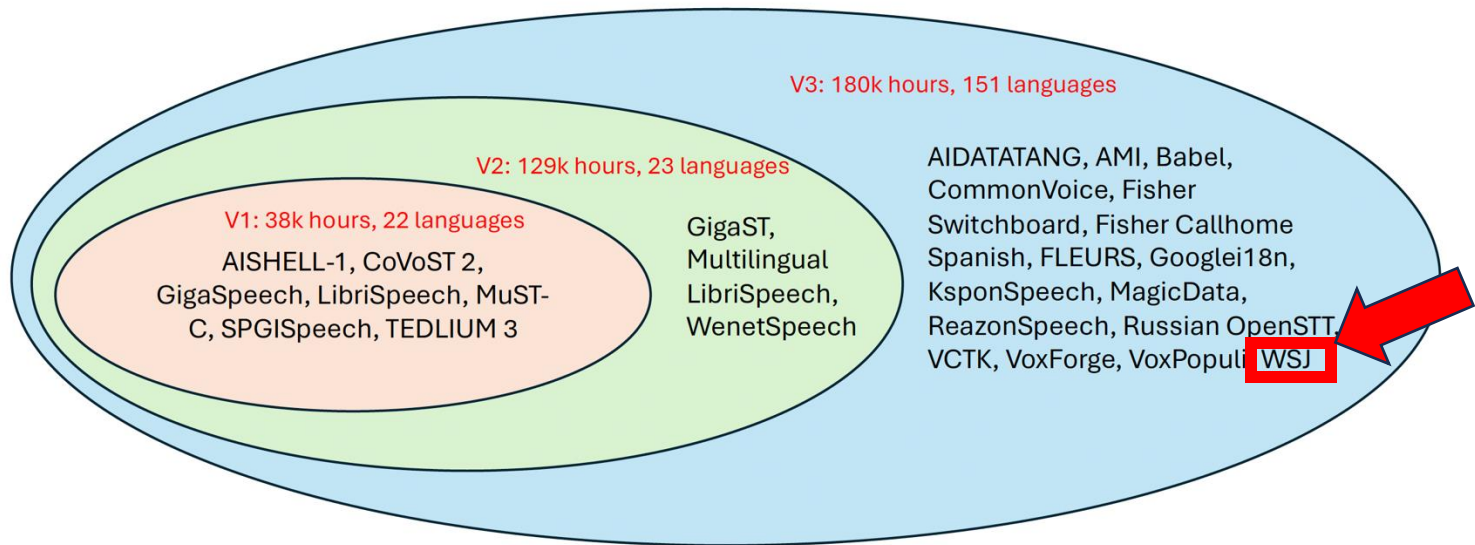 V3: 180k hours, 151 languages
V2: 129k hours, 23 languages
V1: 38k hours, 22 languages
AISHELL-1, CoVoST 2,
GigaSpeech, LibriSpeech, MuST-
C, SPGISpeech, TEDLIUM 3
GigaST,
Multilingual
LibriSpeech,
WenetSpeech
AIDATATANG, AMI, Babel,
CommonVoice, Fisher
Switchboard, Fisher Callhome
Spanish, FLEURS, Googlei18n,
KsponSpeech, MagicData,
ReazonSpeech, Russian OpenSTT,
VCTK, VoxForge, VoxPopuli WSJ